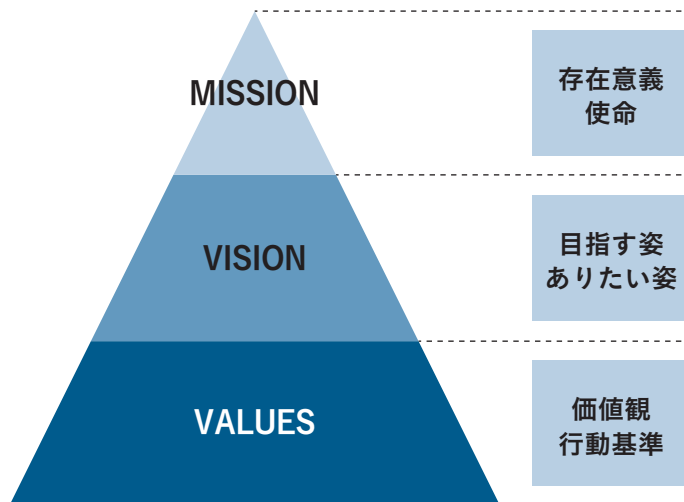 MISSION
存在意義
使命
VISION
目指す姿
ありたい姿
VALUES
価値観
行動基準